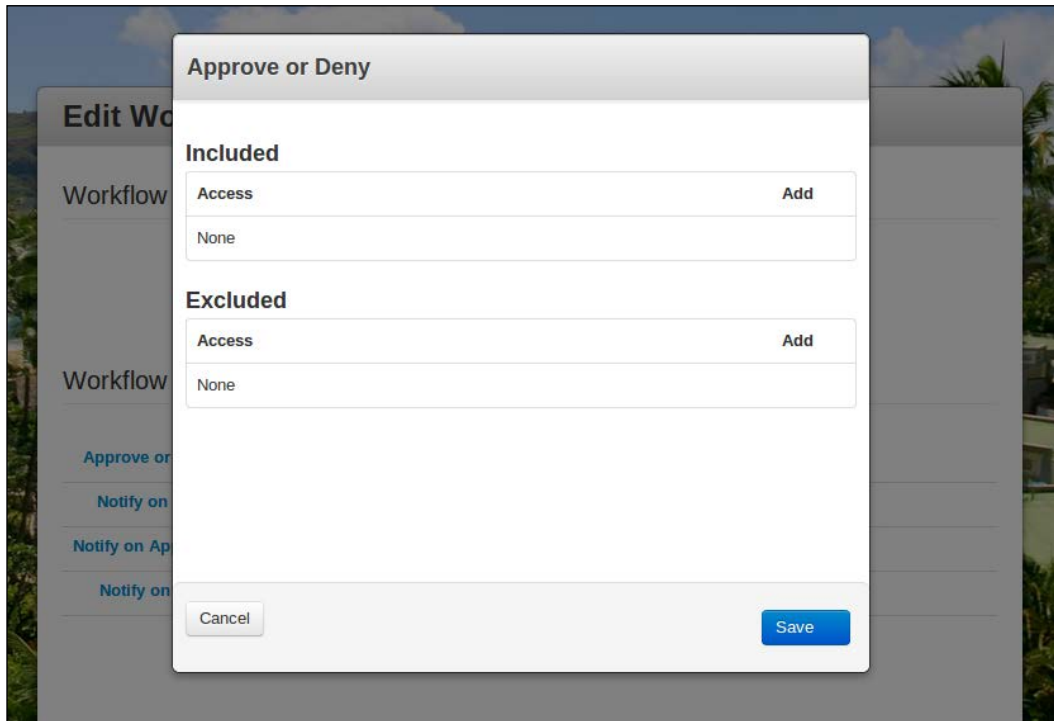 Approve or Deny
Edit Wo
Included
Workflow
Access Add
None
Excluded
Access Add
Workflow
None
Approve or
Notify on
Notify on Ap
Notify on
Cancel
Save